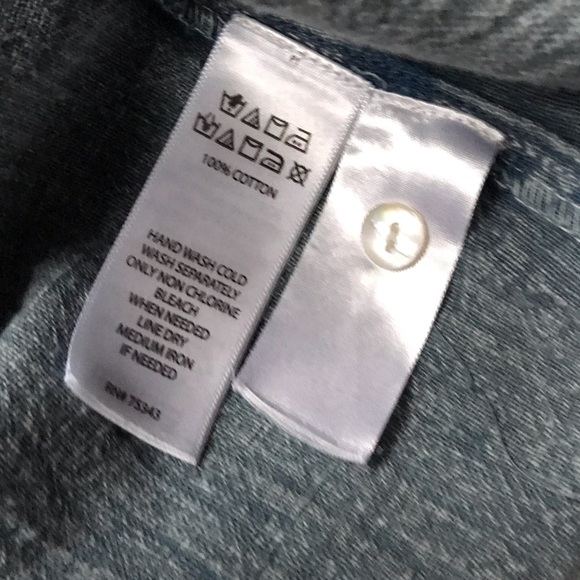 100% COTTON
HAND WASH COLD
WASH SEPARATELY
ONLY NON CHLORINE
BLEACH
WHEN NEEDED
LINE DRY
MEDIUM IRON
IF NEEDED
RN# 75343